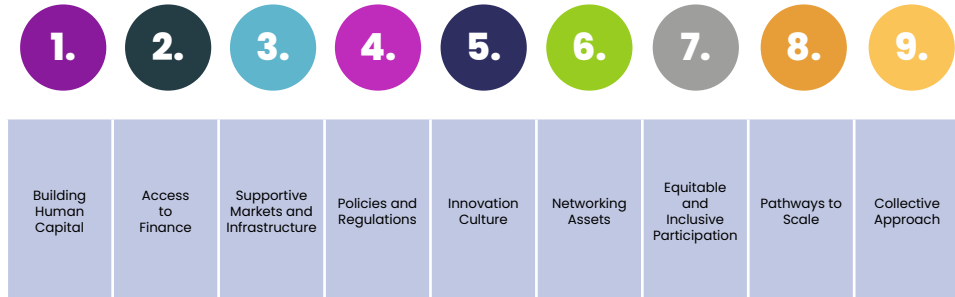 1.
2.
3.
4.
5.
6.
7.
8.
9.
Building
Human
Capital
Access
to
Finance
Supportive
Markets and
Infrastructure
Policies and
Regulations
Innovation
Culture
Networking
Assets
Equitable
and
Inclusive
Participation
Pathways to
Scale
Collective
Approach